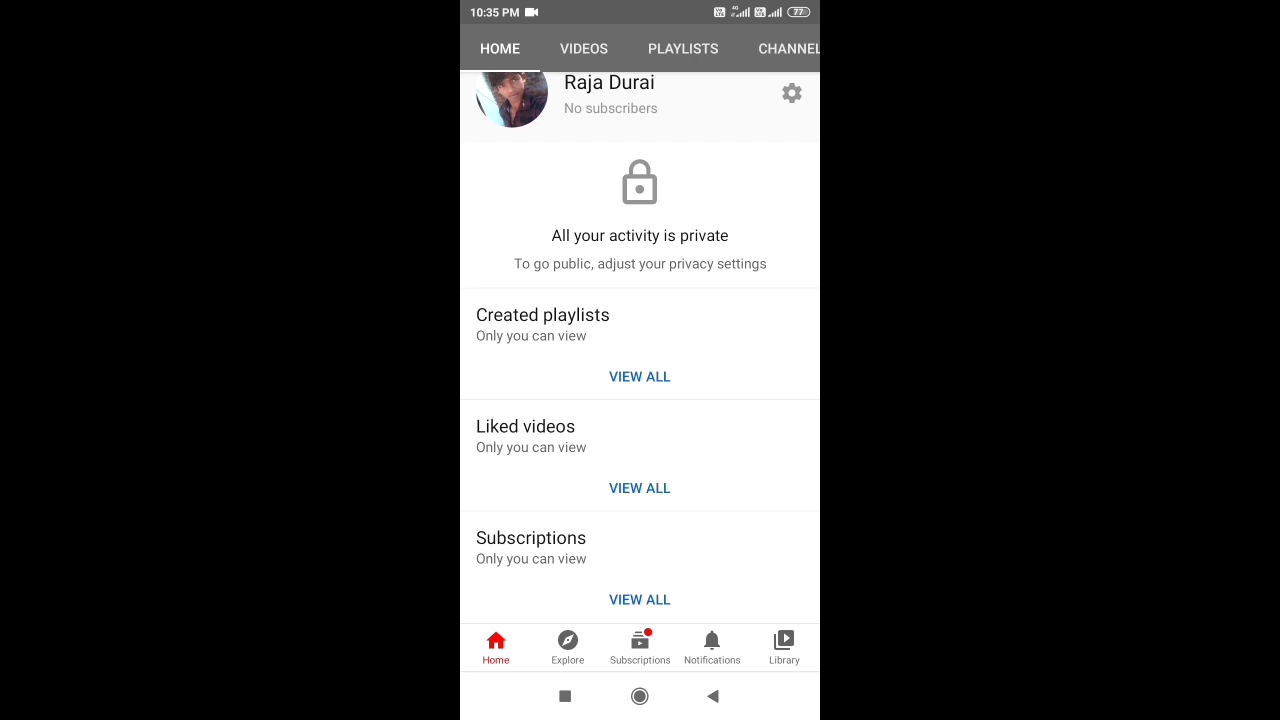 10:35 PM
77
HOME VIDEOS PLAYLISTS CHANNEL
Raja Durai
No subscribers
All your activity is private
To go public, adjust your privacy settings
Created playlists
Only you can view
VIEW ALL
Liked videos
Only you can view
VIEW ALL
Subscriptions
Only you can view
VIEW ALL
Home Explore Subscriptions Notifications Library